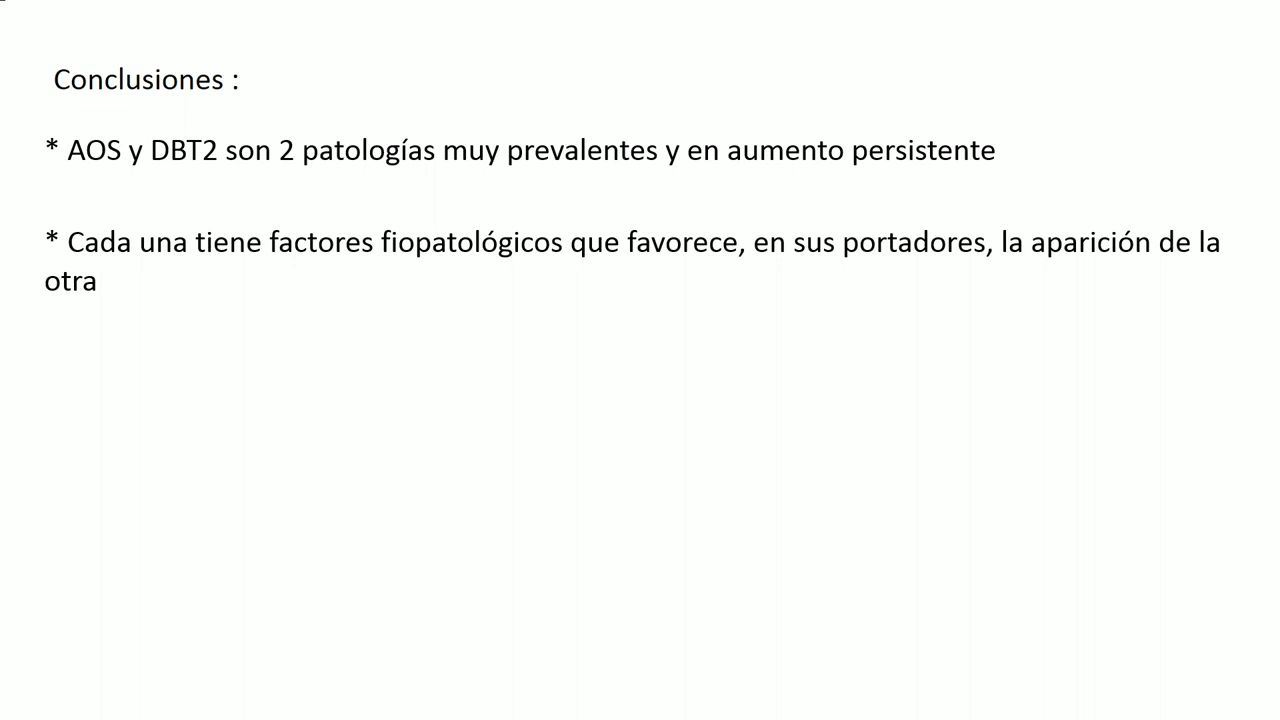 Conclusiones :
* AOS y DBT2 son 2 patologías muy prevalentes y en aumento persistente
* Cada una tiene factores fiopatológicos que favorece, en sus portadores, la aparición de la
otra